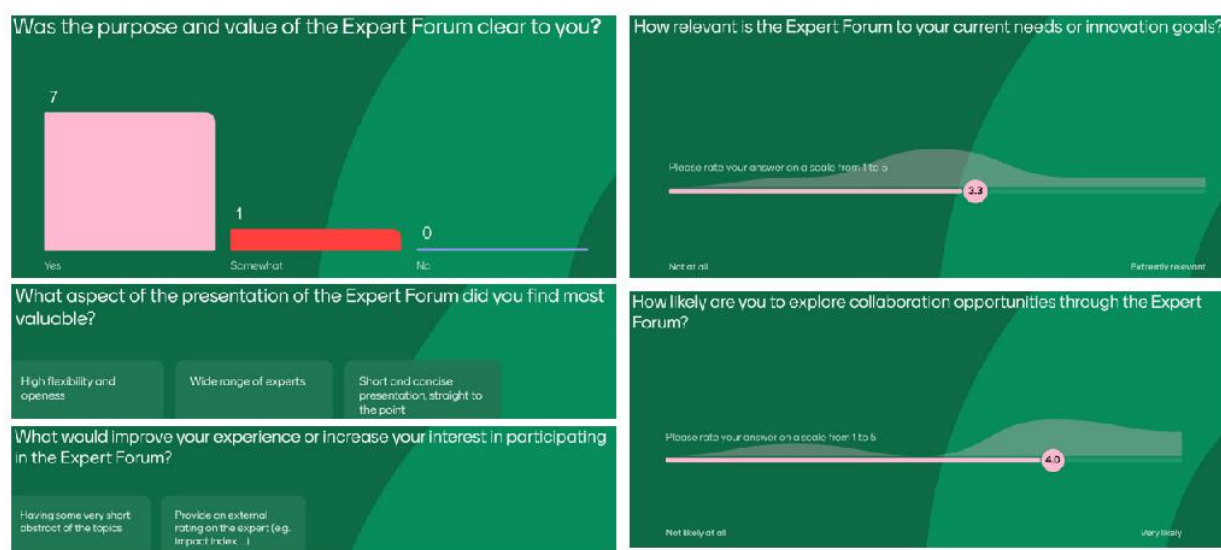 Was the purpose and value of the Expert Forum clear to you?
7
1
0
Yes
Somewhat
No
What aspect of the presentation of the Expert Forum did you find most
valuable?
High flexibility and
openess
Wide range of experts
Short and concise
presentation, straight to
the point
What would improve your experience or increase your interest in participating
in the Expert Forum?
Having some very short
abstract of the topics
Provide an external
rating on the expert (e.g.
Impact Index ...)
How relevant is the Expert Forum to your current needs or innovation goals?
Please rate your answer on a scale from 1 to 5
3.3
Not at all
Extremly relevant
How likely are you to explore collaboration opportunities through the Expert
Forum?
Please rate your answer on a scale from 1 to 5
4.0
Not likely at all
Very likely